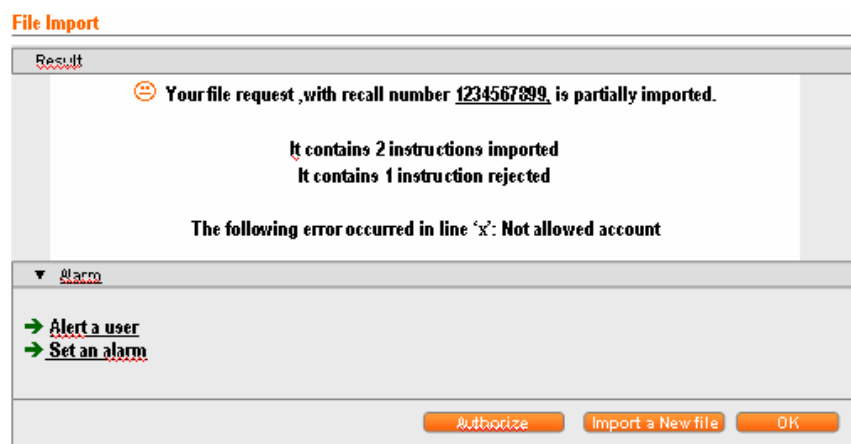 File Import
Result
Your file request ,with recall number 1234567899, is partially imported.
It contains 2 instructions imported
It contains 1 instruction rejected
The following error occurred in line ‘x’: Not allowed account
Alarm
Alert a user
Set an alarm
Authorize Import a New file OK